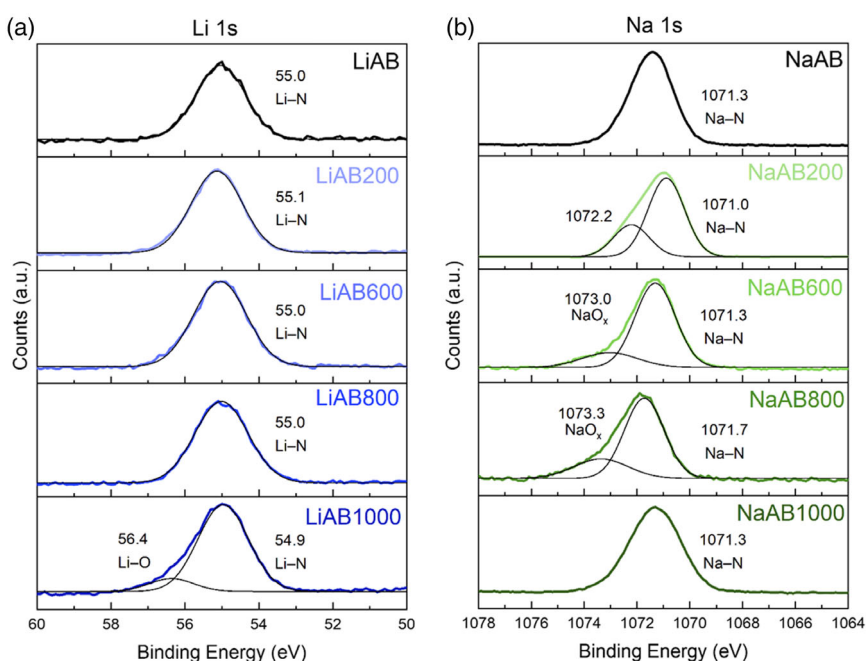 (a)
Li 1s
LiAB
55.0
Li–N
LiAB200
55.1
Li–N
LiAB600
55.0
Li–N
LiAB800
55.0
Li–N
LiAB1000
56.4
Li–O
54.9
Li–N
Counts (a.u.)
60 58 56 54 52 50
Binding Energy (eV)
(b)
Na 1s
NaAB
1071.3
Na–N
NaAB200
1072.2
1071.0
Na–N
NaAB600
1073.0
NaOₓ
1071.3
Na–N
NaAB800
1073.3
NaOₓ
1071.7
Na–N
NaAB1000
1071.3
Na–N
Counts (a.u.)
1078 1076 1074 1072 1070 1068 1066 1064
Binding Energy (eV)